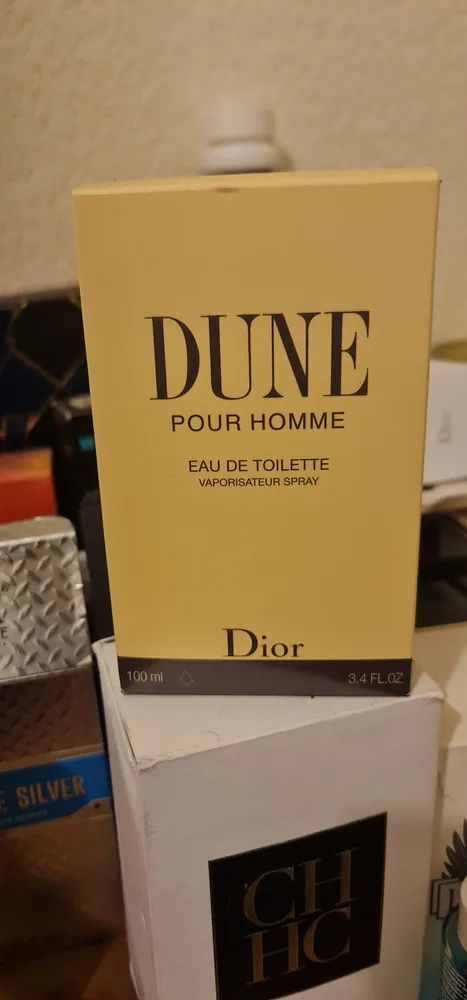 DUNE
POUR HOMME
EAU DE TOILETTE
VAPORISATEUR SPRAY
Dior
100 ml
3.4 FL.OZ
SILVER
CH
HC